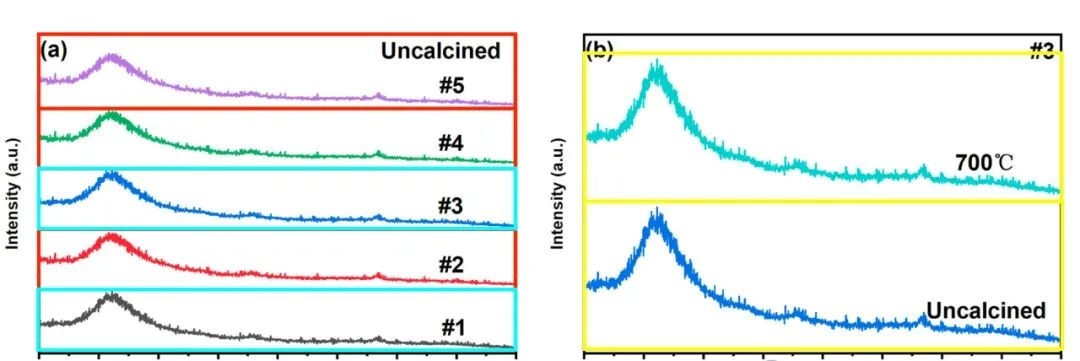 (a)
Uncalcined
#5
#4
#3
#2
#1
Intensity (a.u.)
(b)
#3
700℃
Uncalcined
Intensity (a.u.)